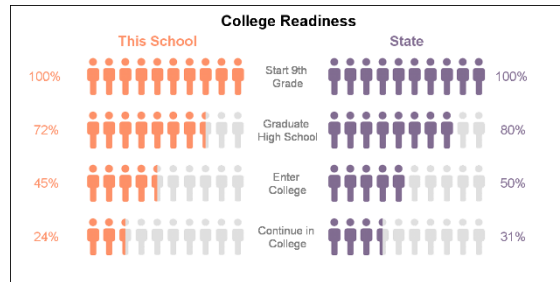 College Readiness
This School
State
100%
Start 9th
Grade
100%
72%
Graduate
High School
80%
45%
Enter
College
50%
24%
Continue in
College
31%